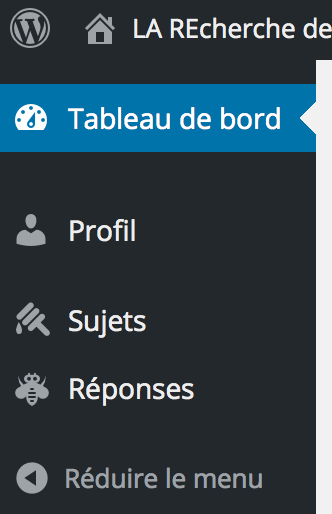 LA REcherche de
Tableau de bord
Profil
Sujets
Réponses
Réduire le menu